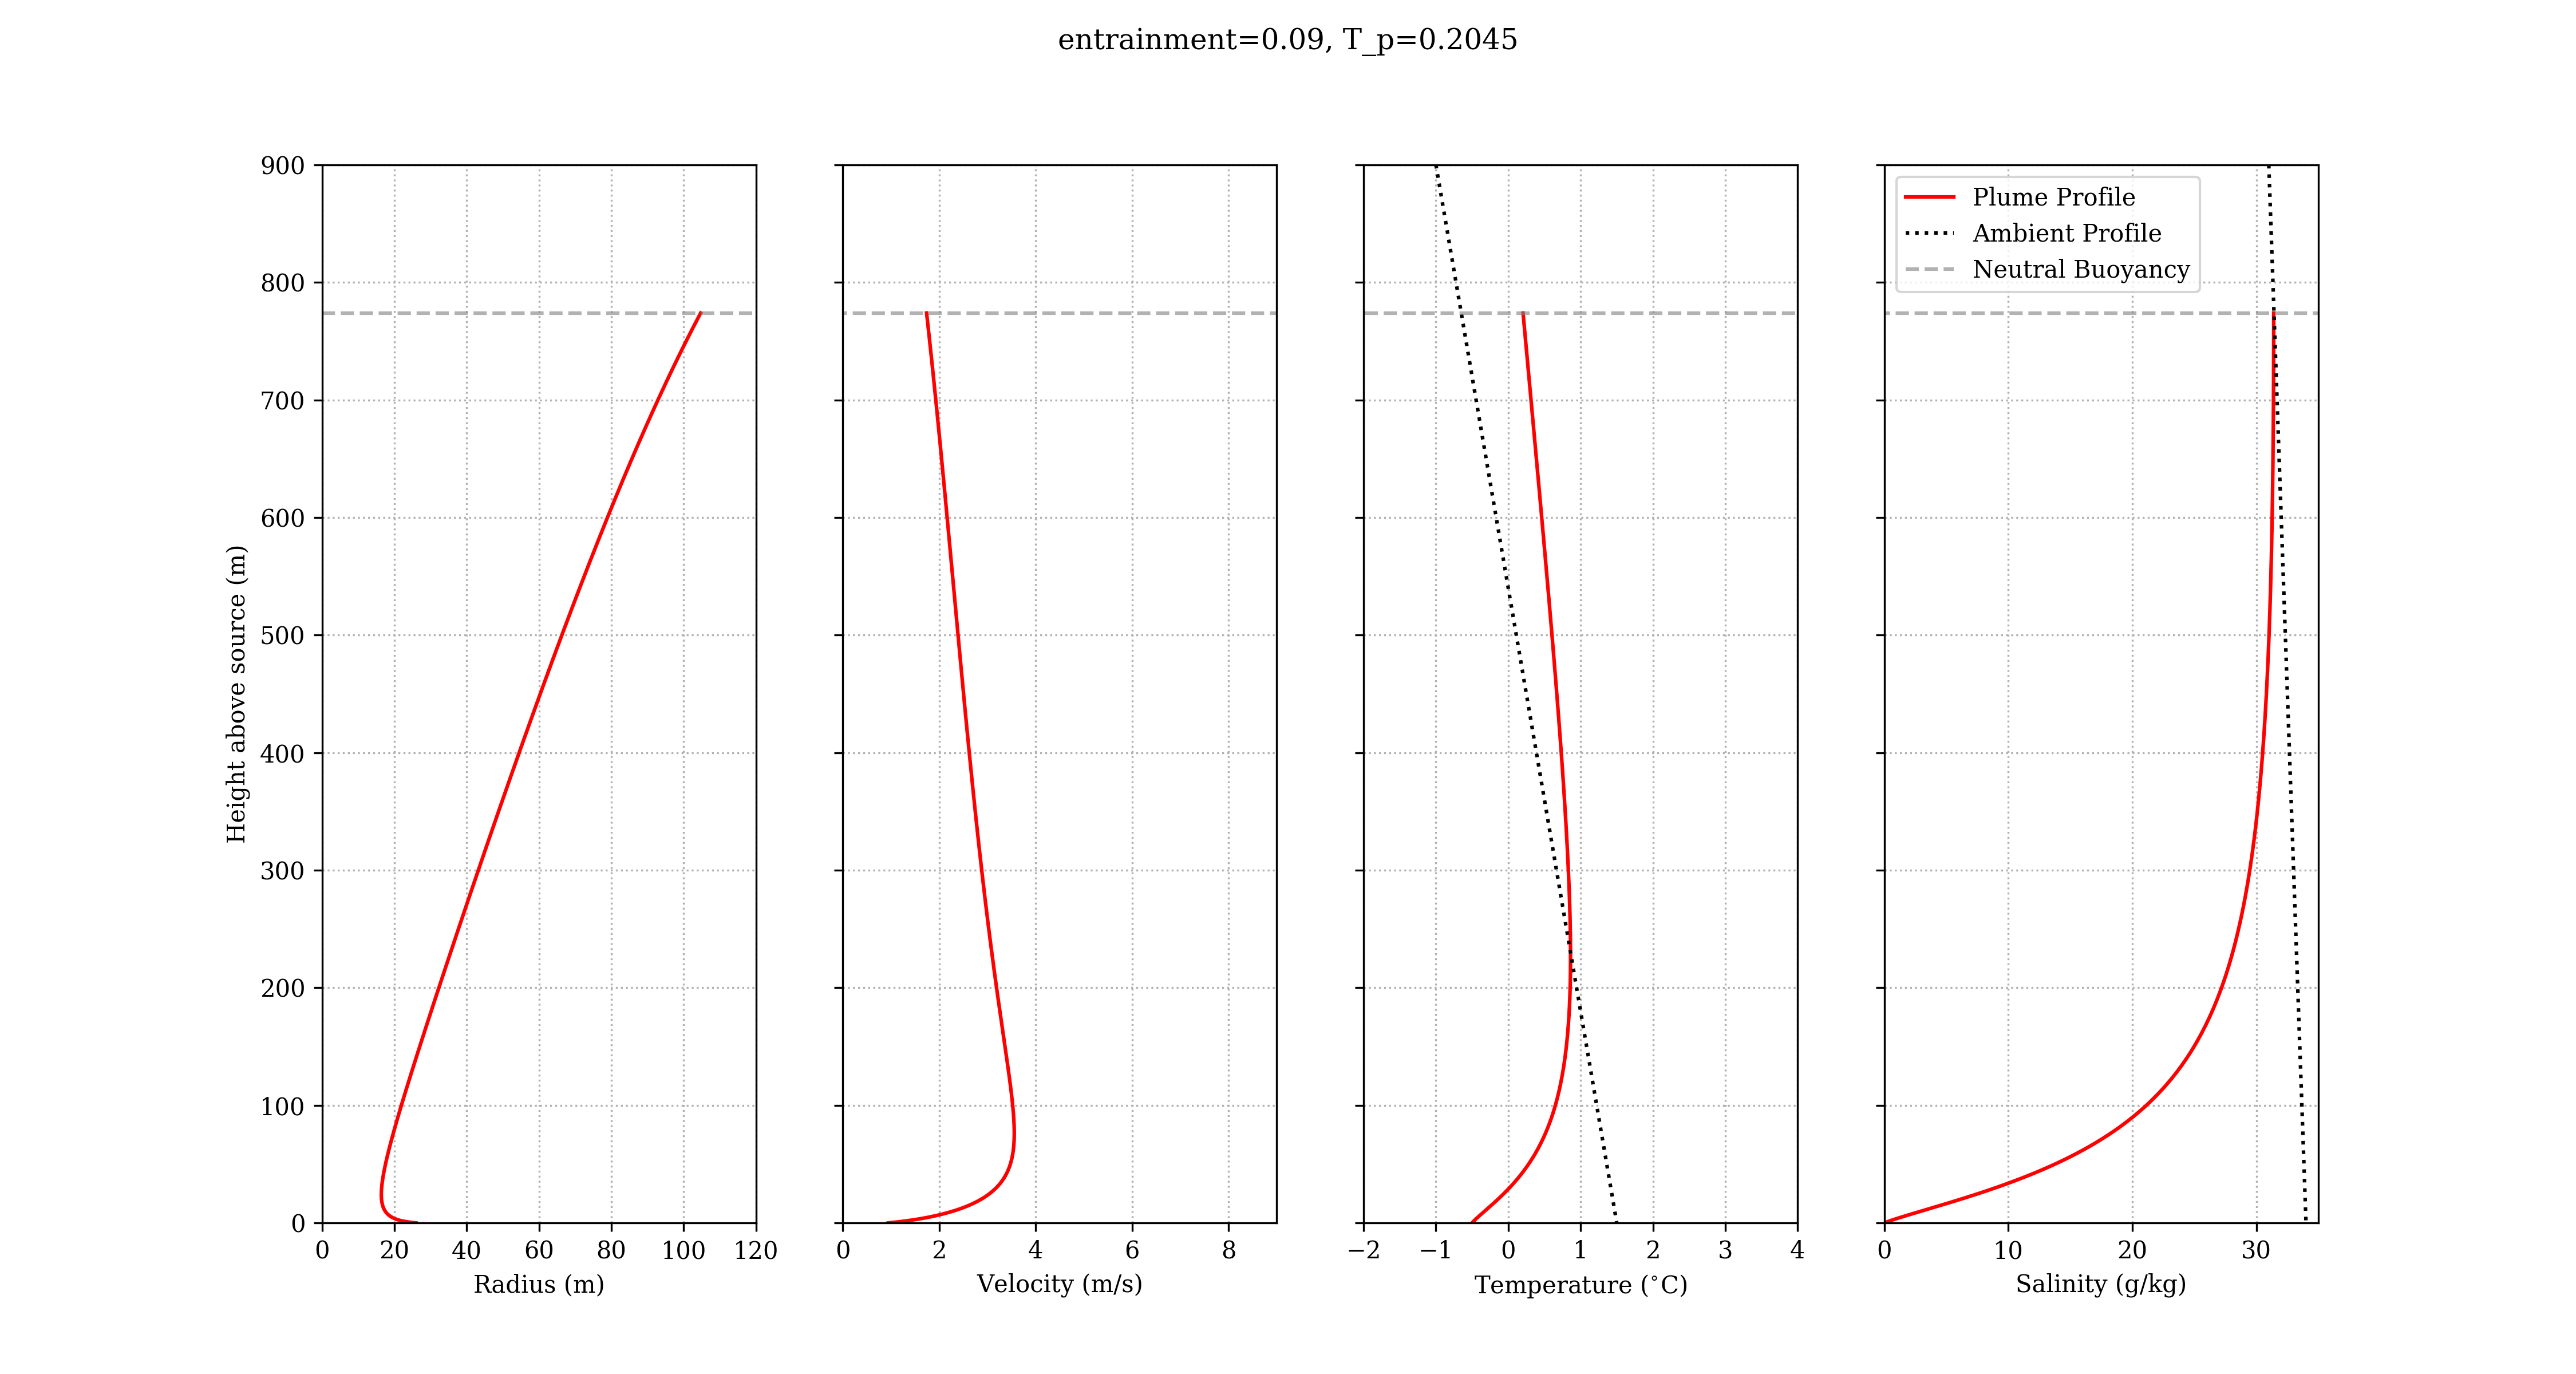 entrainment=0.09, T_p=0.2045
Height above source (m)
900
800
700
600
500
400
300
200
100
0
0 20 40 60 80 100 120
Radius (m)
0 2 4 6 8
Velocity (m/s)
−2 −1 0 1 2 3 4
Temperature (°C)
Plume Profile
Ambient Profile
Neutral Buoyancy
0 10 20 30
Salinity (g/kg)